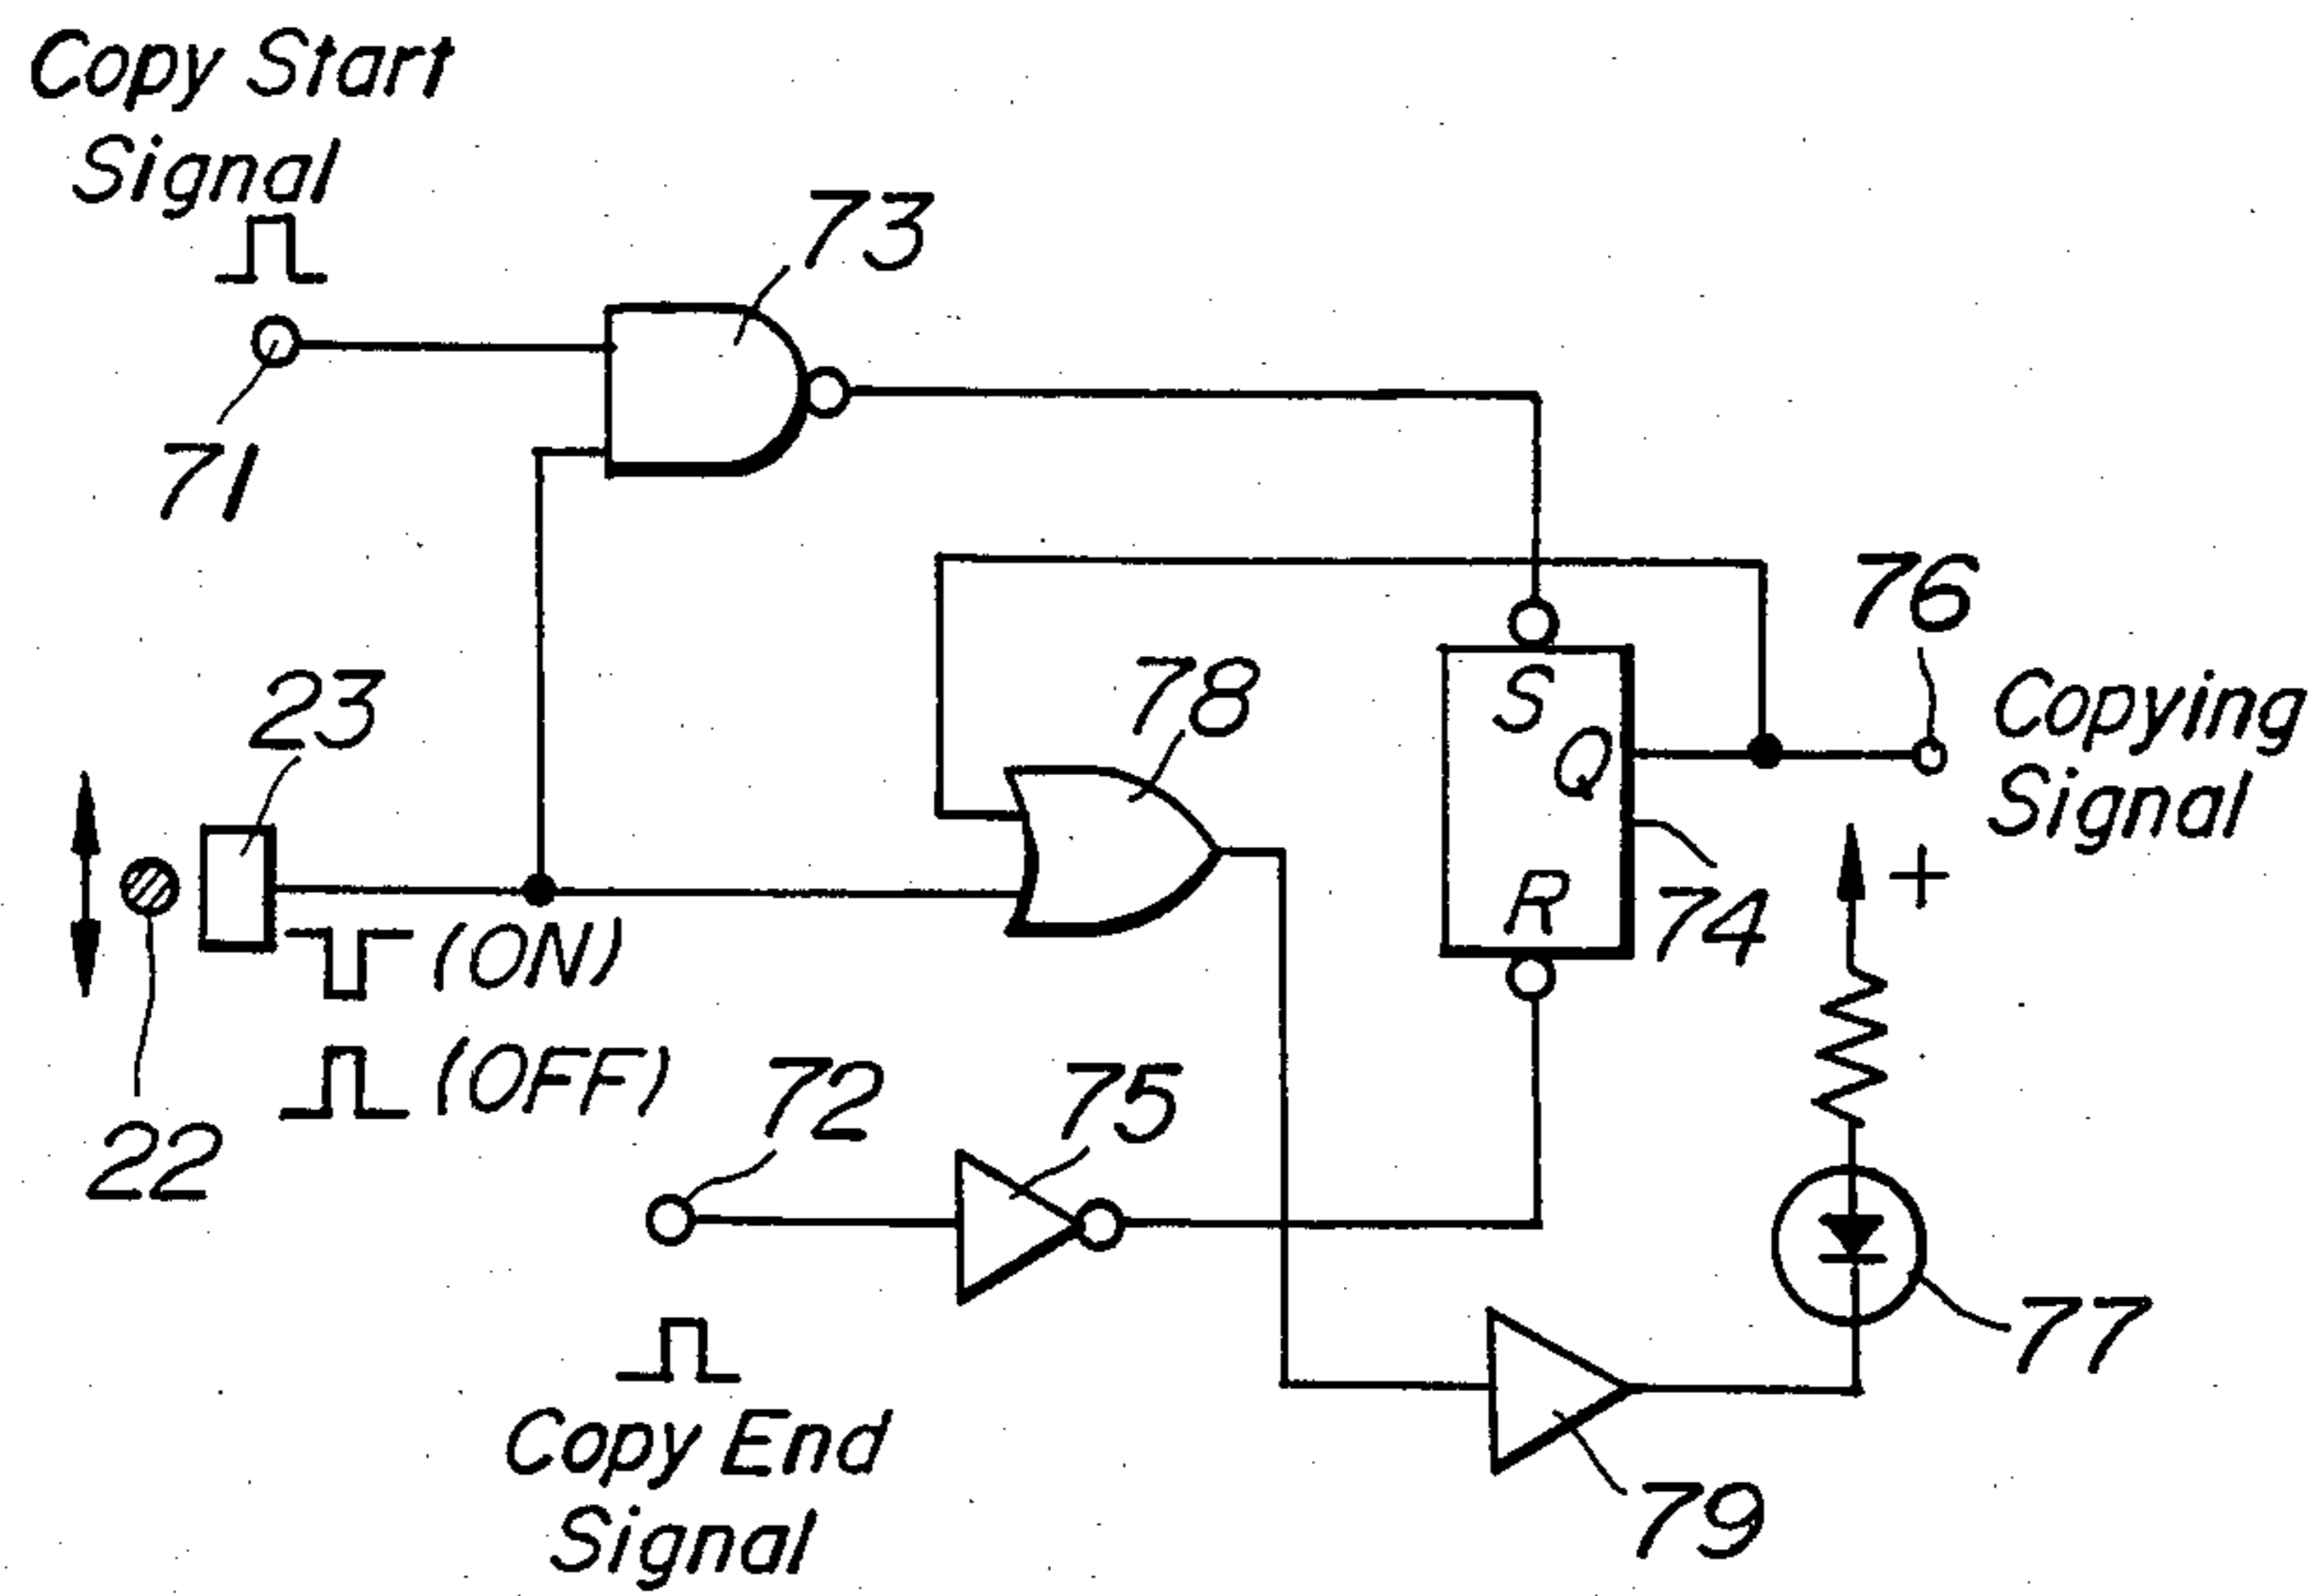 Copy Start
Signal
73
71
76
Copying
Signal
23
78
S
Q
R
74
+
(ON)
(OFF)
22
72
75
77
Copy End
Signal
79